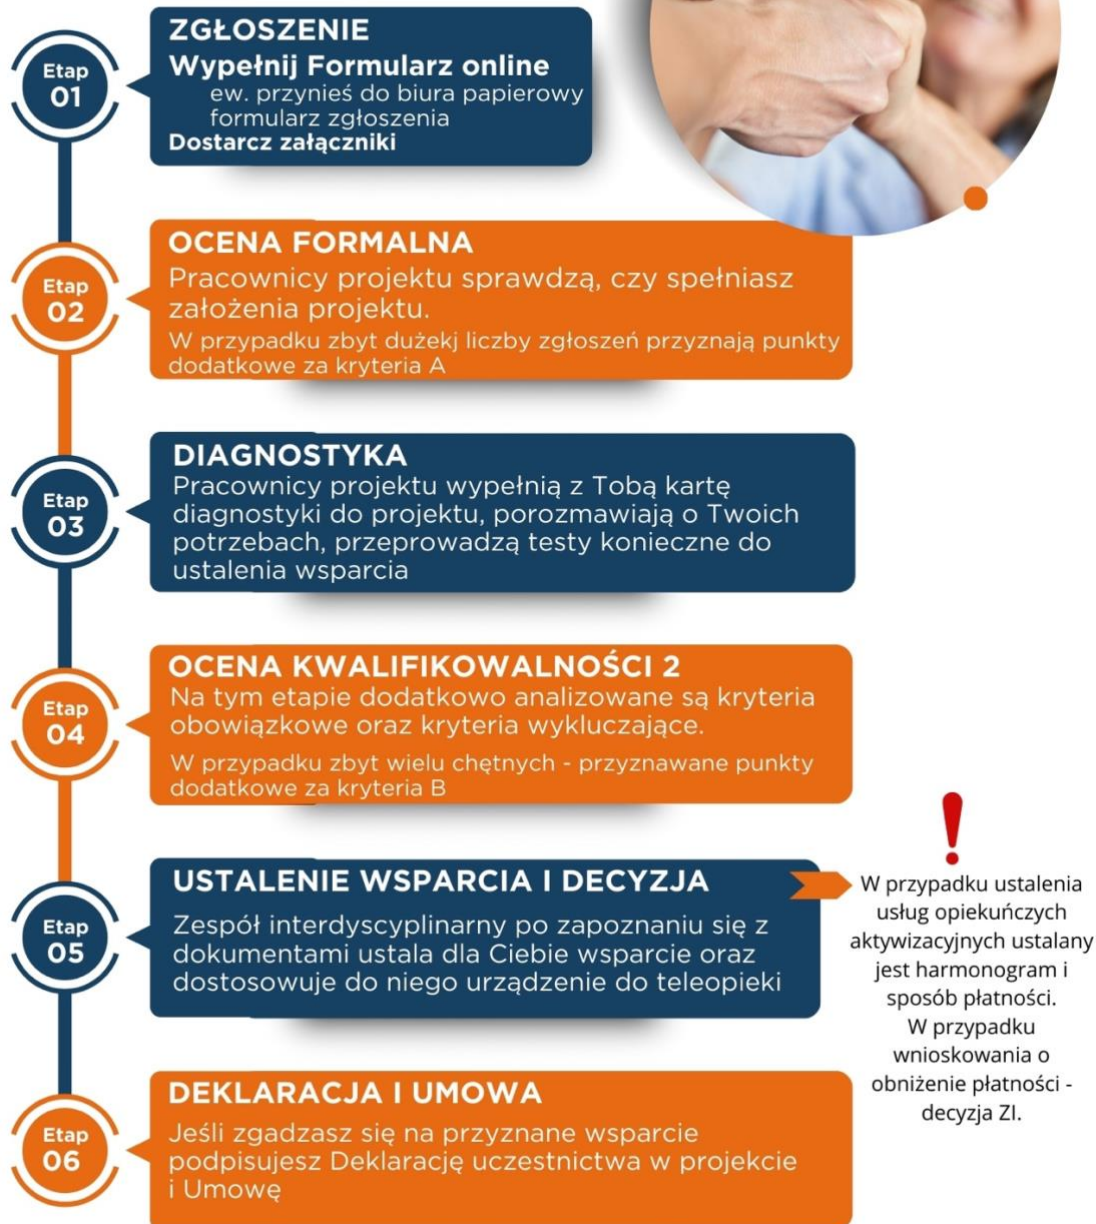 Etap
01
ZGŁOSZENIE
Wypełnij Formularz online
ew. przynieś do biura papierowy
formularz zgłoszenia
Dostarcz załączniki
Etap
02
OCENA FORMALNA
Pracownicy projektu sprawdzą, czy spełniasz
założenia projektu.
W przypadku zbyt dużekj liczby zgłoszeń przyznają punkty
dodatkowe za kryteria A
Etap
03
DIAGNOSTYKA
Pracownicy projektu wypełnią z Tobą kartę
diagnostyki do projektu, porozmawiają o Twoich
potrzebach, przeprowadzą testy konieczne do
ustalenia wsparcia
Etap
04
OCENA KWALIFIKOWALNOŚCI 2
Na tym etapie dodatkowo analizowane są kryteria
obowiązkowe oraz kryteria wykluczające.
W przypadku zbyt wielu chętnych - przyznawane punkty
dodatkowe za kryteria B
Etap
05
USTALENIE WSPARCIA I DECYZJA
Zespół interdyscyplinarny po zapoznaniu się z
dokumentami ustala dla Ciebie wsparcie oraz
dostosowuje do niego urządzenie do teleopieki
!
W przypadku ustalenia
usług opiekuńczych
aktywizacyjnych ustalany
jest harmonogram i
sposób płatności.
W przypadku
wnioskowania o
obniżenie płatności -
decyzja ZI.
Etap
06
DEKLARACJA I UMOWA
Jeśli zgadzasz się na przyznane wsparcie
podpisujesz Deklarację uczestnictwa w projekcie
i Umowę